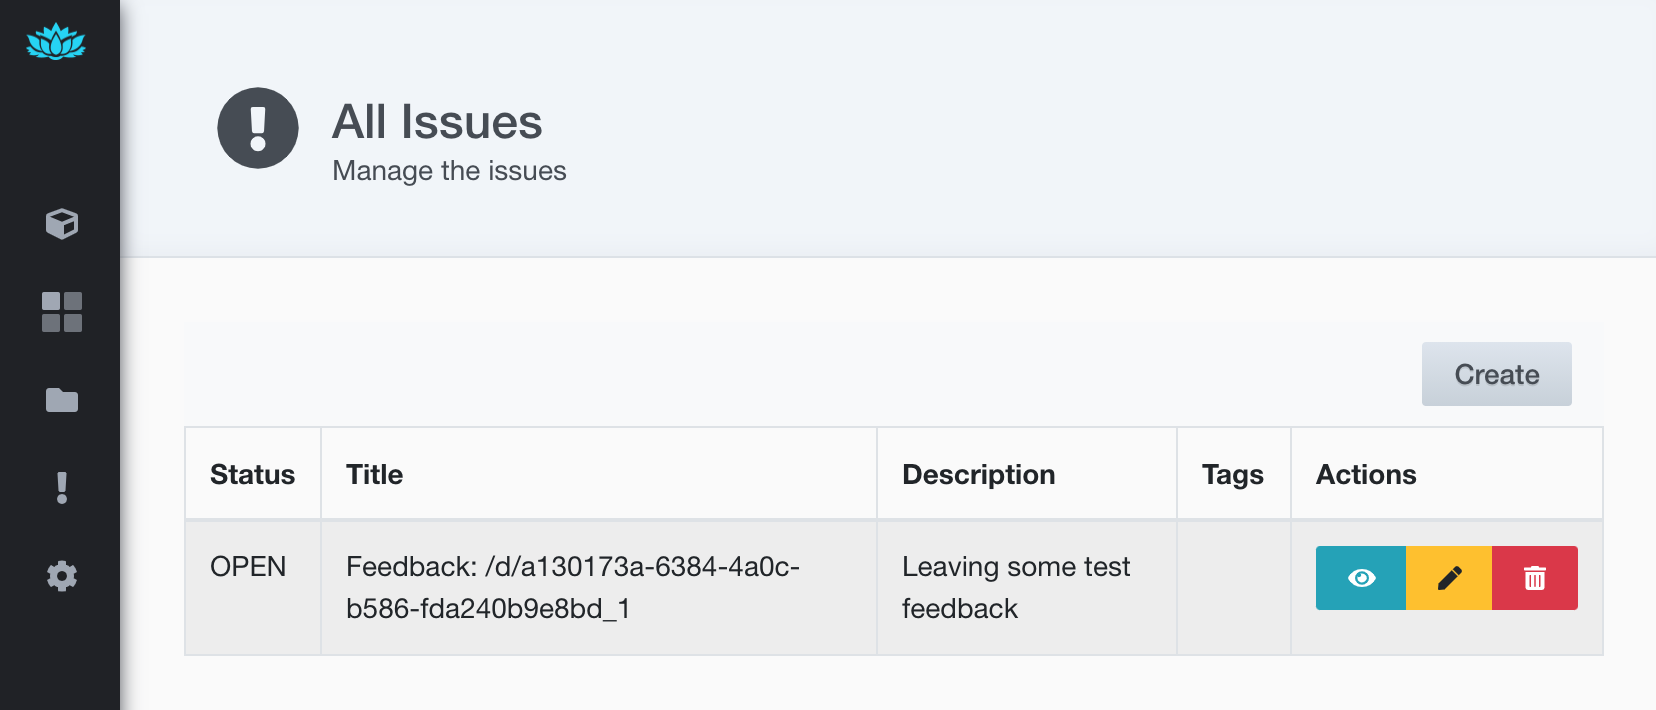 All Issues
Manage the issues
Create
Status Title Description Tags Actions
OPEN Feedback: /d/a130173a-6384-4a0c- Leaving some test
b586-fda240b9e8bd_1 feedback